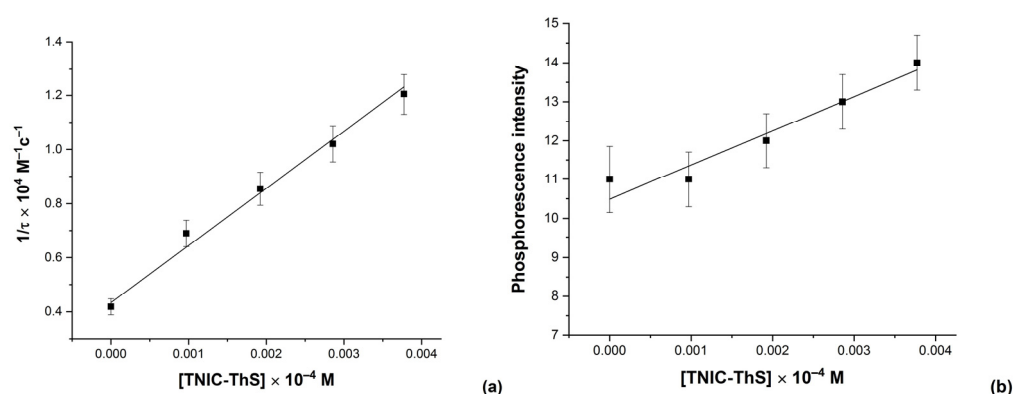 1.4
1.2
1.0
0.8
0.6
0.4
1/τ × 10⁴ M⁻¹c⁻¹
0.000 0.001 0.002 0.003 0.004
[TNIC-ThS] × 10⁻⁴ M
(a)
15
14
13
12
11
10
9
8
7
Phosphorescence intensity
0.000 0.001 0.002 0.003 0.004
[TNIC-ThS] × 10⁻⁴ M
(b)